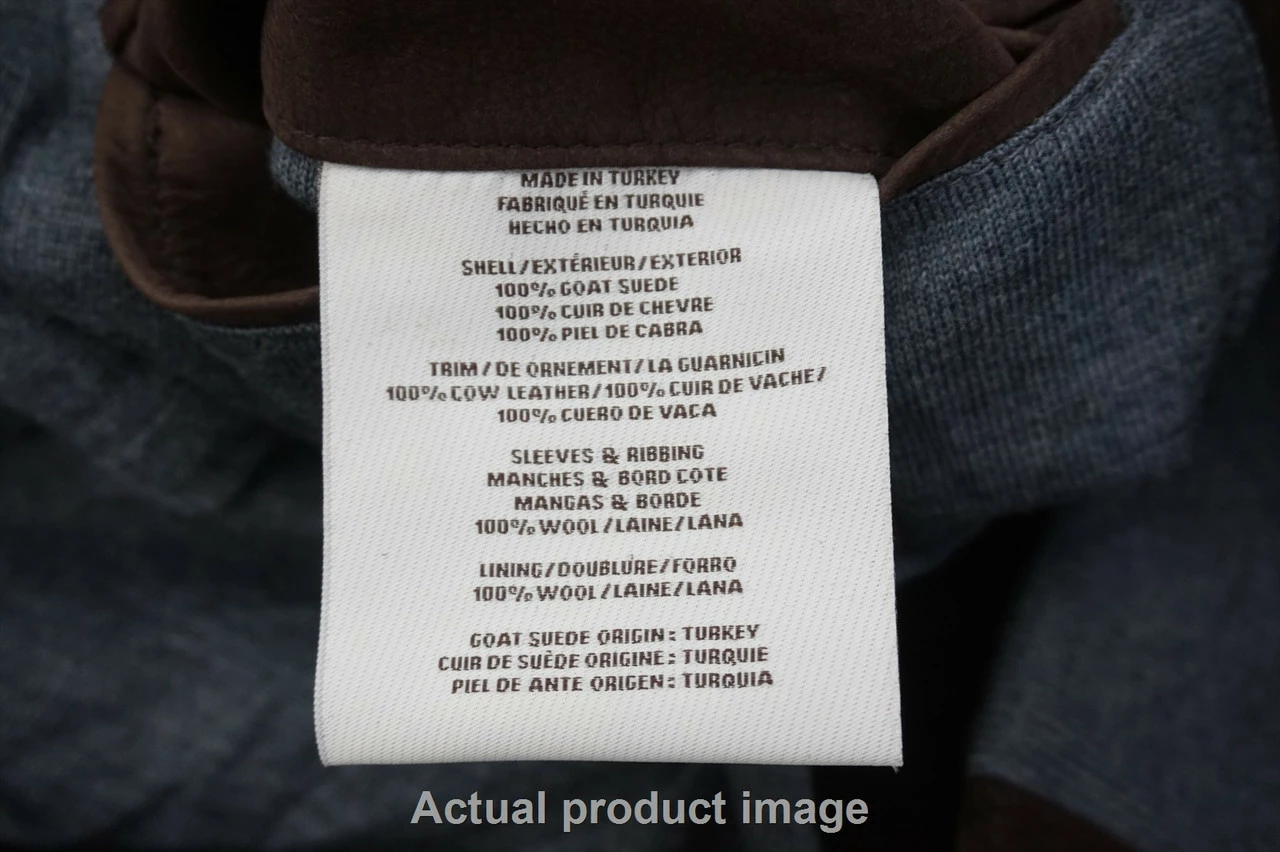 MADE IN TURKEY
FABRIQUÉ EN TURQUIE
HECHO EN TURQUIA
SHELL/EXTÉRIEUR/EXTERIOR
100% GOAT SUEDE
100% CUIR DE CHEVRE
100% PIEL DE CABRA
TRIM/DE ORNEMENT/LA GUARNICIN
100% COW LEATHER/100% CUIR DE VACHE/
100% CUERO DE VACA
SLEEVES & RIBBING
MANCHES & BORD COTE
MANGAS & BORDE
100% WOOL/LAINE/LANA
LINING/DOUBLURE/FORRO
100% WOOL/LAINE/LANA
GOAT SUEDE ORIGIN: TURKEY
CUIR DE SUÈDE ORIGINE: TURQUIE
PIEL DE ANTE ORIGEN: TURQUIA
Actual product image